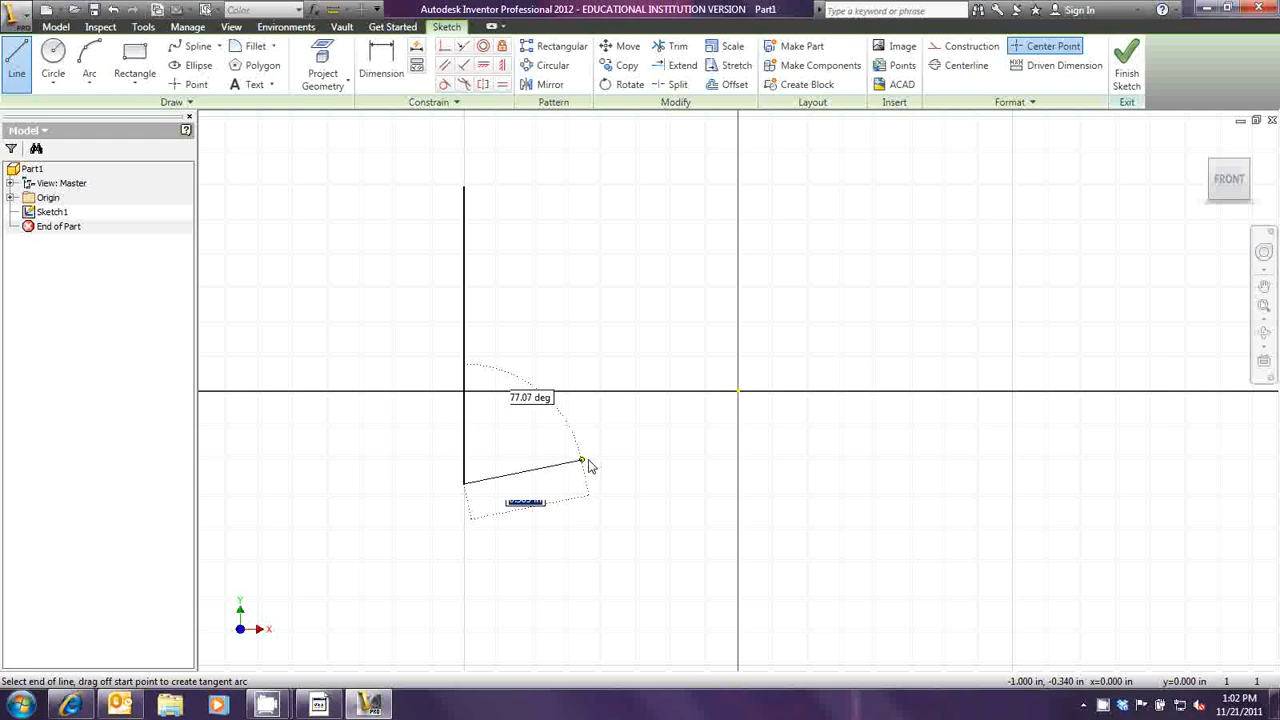 Color
Autodesk Inventor Professional 2012 - EDUCATIONAL INSTITUTION VERSION Part1
Type a keyword or phrase
Sign In
PRO
Model Inspect Tools Manage View Environments Vault Get Started Sketch
Line
Circle
Arc
Rectangle
Spline
Ellipse
Point
Fillet
Polygon
Text
Project Geometry
Dimension
Rectangular
Circular
Mirror
Move
Copy
Rotate
Trim
Extend
Split
Scale
Stretch
Offset
Make Part
Make Components
Create Block
Image
Points
ACAD
Construction
Centerline
Center Point
Driven Dimension
Finish Sketch
Draw
Constrain
Pattern
Modify
Layout
Insert
Format
Exit
Model
Part1
View: Master
Origin
Sketch1
End of Part
FRONT
77.07 deg
Y
X
Select end of line, drag off start point to create tangent arc
-1.000 in, -0.340 in x=0.000 in y=0.000 in 1 1
1:02 PM
11/21/2011